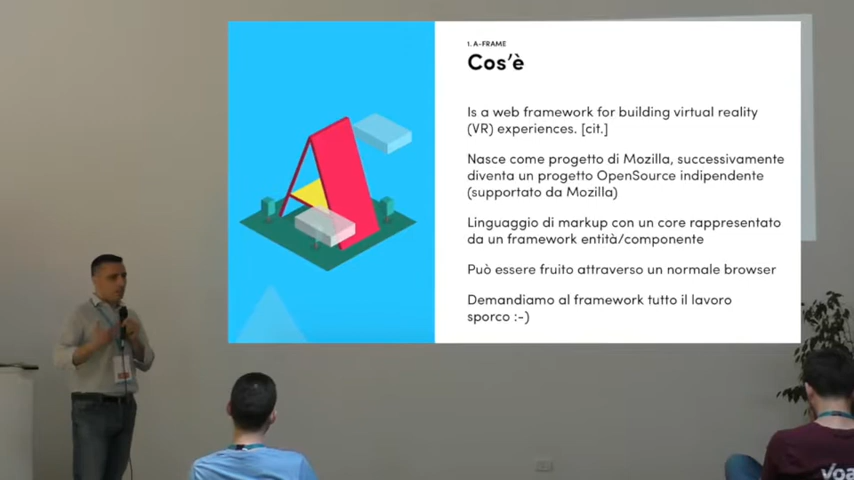 1. A-FRAME
Cos'è
Is a web framework for building virtual reality
(VR) experiences. [cit.]
Nasce come progetto di Mozilla, successivamente
diventa un progetto OpenSource indipendente
(supportato da Mozilla)
Linguaggio di markup con un core rappresentato
da un framework entità/componente
Può essere fruito attraverso un normale browser
Demandiamo al framework tutto il lavoro
sporco :-)